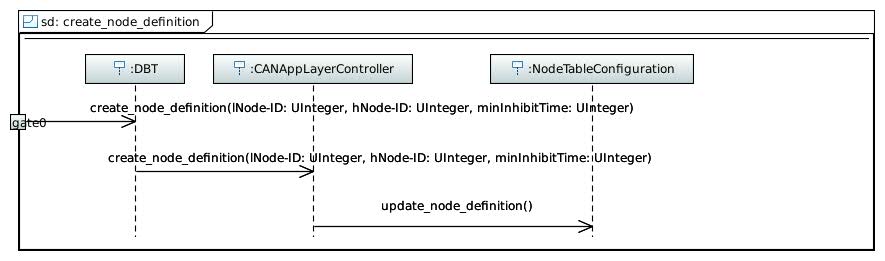 sd: create_node_definition
:DBT
:CANAppLayerController
:NodeTableConfiguration
create_node_definition(lNode-ID: UInteger, hNode-ID: UInteger, minInhibitTime: UInteger)
gate0
create_node_definition(lNode-ID: UInteger, hNode-ID: UInteger, minInhibitTime: UInteger)
update_node_definition()